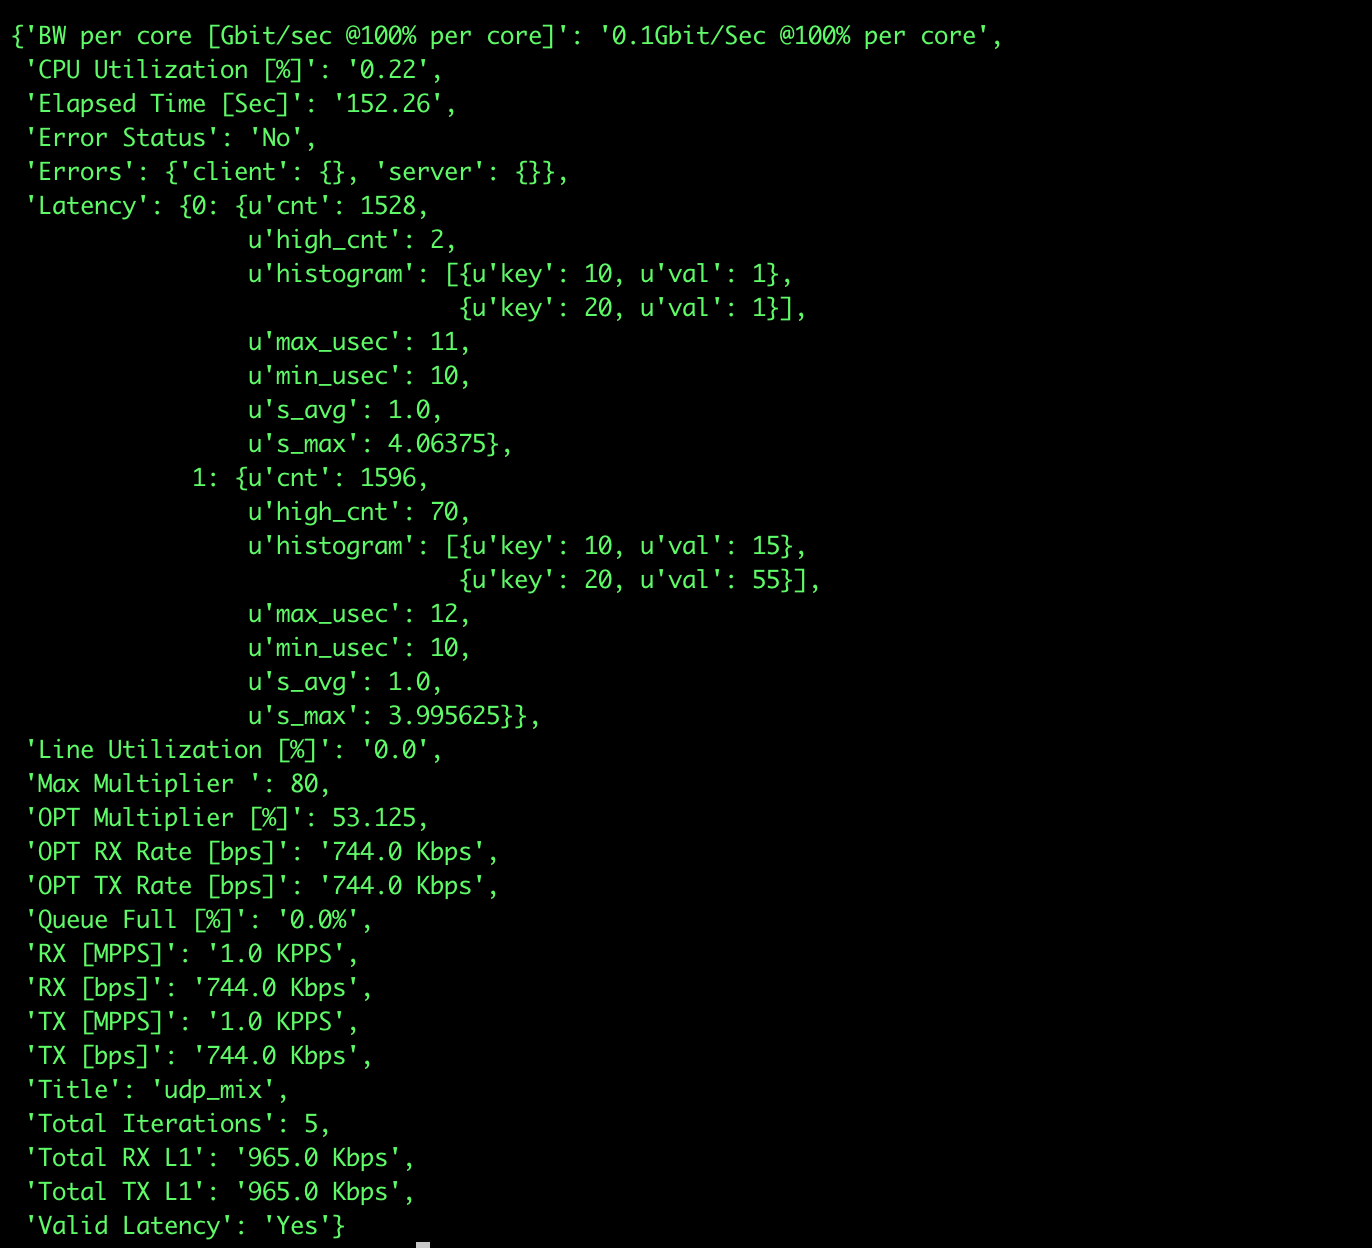 {'BW per core [Gbit/sec @100% per core]': '0.1Gbit/Sec @100% per core',
 'CPU Utilization [%]': '0.22',
 'Elapsed Time [Sec]': '152.26',
 'Error Status': 'No',
 'Errors': {'client': {}, 'server': {}},
 'Latency': {0: {u'cnt': 1528,
                 u'high_cnt': 2,
                 u'histogram': [{u'key': 10, u'val': 1},
                                {u'key': 20, u'val': 1}],
                 u'max_usec': 11,
                 u'min_usec': 10,
                 u's_avg': 1.0,
                 u's_max': 4.06375},
             1: {u'cnt': 1596,
                 u'high_cnt': 70,
                 u'histogram': [{u'key': 10, u'val': 15},
                                {u'key': 20, u'val': 55}],
                 u'max_usec': 12,
                 u'min_usec': 10,
                 u's_avg': 1.0,
                 u's_max': 3.995625}},
 'Line Utilization [%]': '0.0',
 'Max Multiplier ': 80,
 'OPT Multiplier [%]': 53.125,
 'OPT RX Rate [bps]': '744.0 Kbps',
 'OPT TX Rate [bps]': '744.0 Kbps',
 'Queue Full [%]': '0.0%',
 'RX [MPPS]': '1.0 KPPS',
 'RX [bps]': '744.0 Kbps',
 'TX [MPPS]': '1.0 KPPS',
 'TX [bps]': '744.0 Kbps',
 'Title': 'udp_mix',
 'Total Iterations': 5,
 'Total RX L1': '965.0 Kbps',
 'Total TX L1': '965.0 Kbps',
 'Valid Latency': 'Yes'}